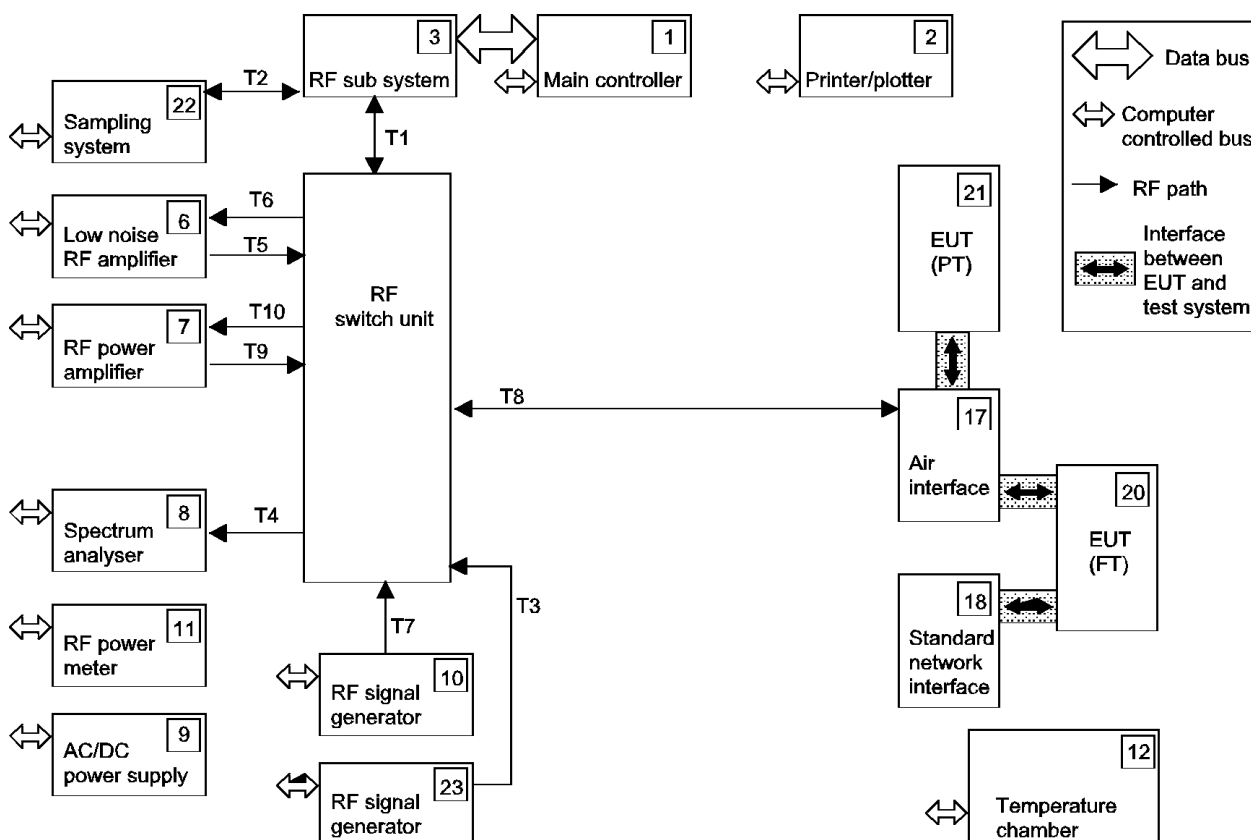 3
RF sub system
1
Main controller
2
Printer/plotter
Data bus
Computer
controlled bus
RF path
Interface
between
EUT and
test system
T2
22
Sampling
system
T1
T6
6
Low noise
RF amplifier
T5
RF
switch unit
T10
7
RF power
amplifier
T9
21
EUT
(PT)
T8
17
Air
interface
8
Spectrum
analyser
T4
20
EUT
(FT)
18
Standard
network
interface
T3
T7
11
RF power
meter
10
RF signal
generator
9
AC/DC
power supply
23
RF signal
generator
12
Temperature
chamber